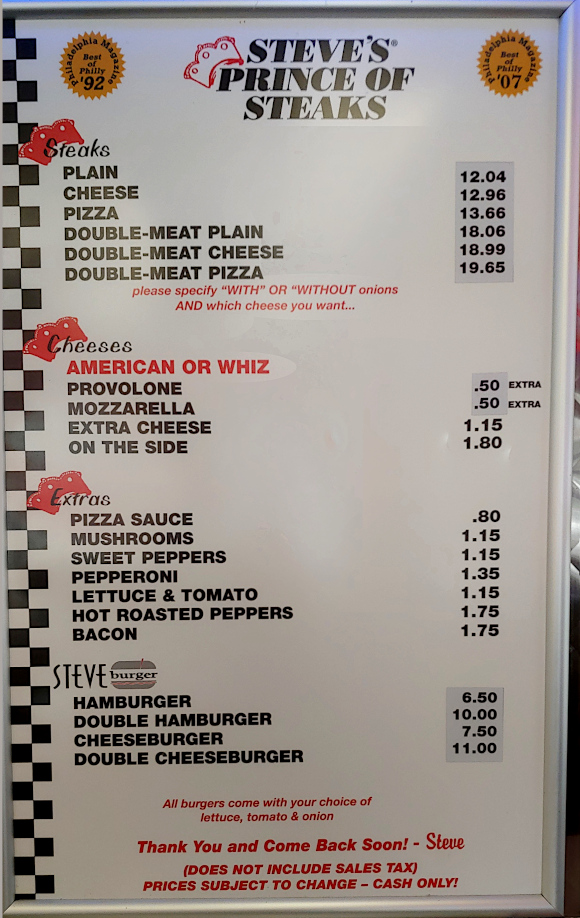 Philadelphia Magazine
Best
of
Philly
'92
STEVE'S®
PRINCE OF
STEAKS
Philadelphia Magazine
Best
of
Philly
'07
Steaks
PLAIN 12.04
CHEESE 12.96
PIZZA 13.66
DOUBLE-MEAT PLAIN 18.06
DOUBLE-MEAT CHEESE 18.99
DOUBLE-MEAT PIZZA 19.65
please specify “WITH” OR “WITHOUT onions
AND which cheese you want...
Cheeses
AMERICAN OR WHIZ
PROVOLONE .50 EXTRA
MOZZARELLA .50 EXTRA
EXTRA CHEESE 1.15
ON THE SIDE 1.80
Extras
PIZZA SAUCE .80
MUSHROOMS 1.15
SWEET PEPPERS 1.15
PEPPERONI 1.35
LETTUCE & TOMATO 1.15
HOT ROASTED PEPPERS 1.75
BACON 1.75
STEVE burger
HAMBURGER 6.50
DOUBLE HAMBURGER 10.00
CHEESEBURGER 7.50
DOUBLE CHEESEBURGER 11.00
All burgers come with your choice of
lettuce, tomato & onion
Thank You and Come Back Soon! - Steve
(DOES NOT INCLUDE SALES TAX)
PRICES SUBJECT TO CHANGE – CASH ONLY!